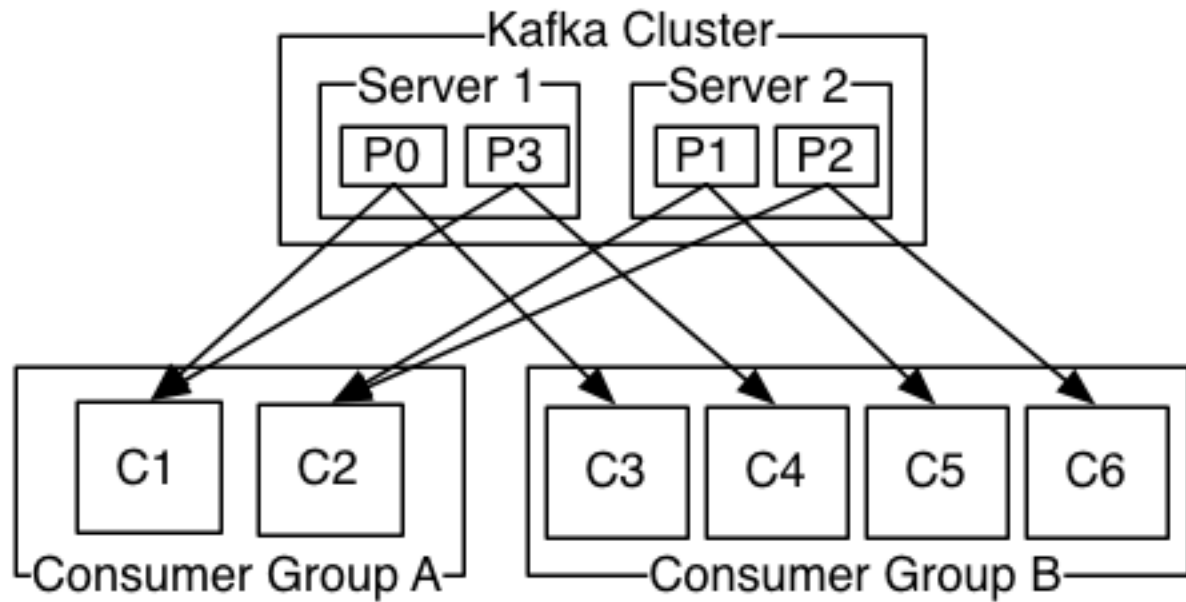 Kafka Cluster
Server 1
Server 2
P0
P3
P1
P2
C1
C2
C3
C4
C5
C6
Consumer Group A
Consumer Group B